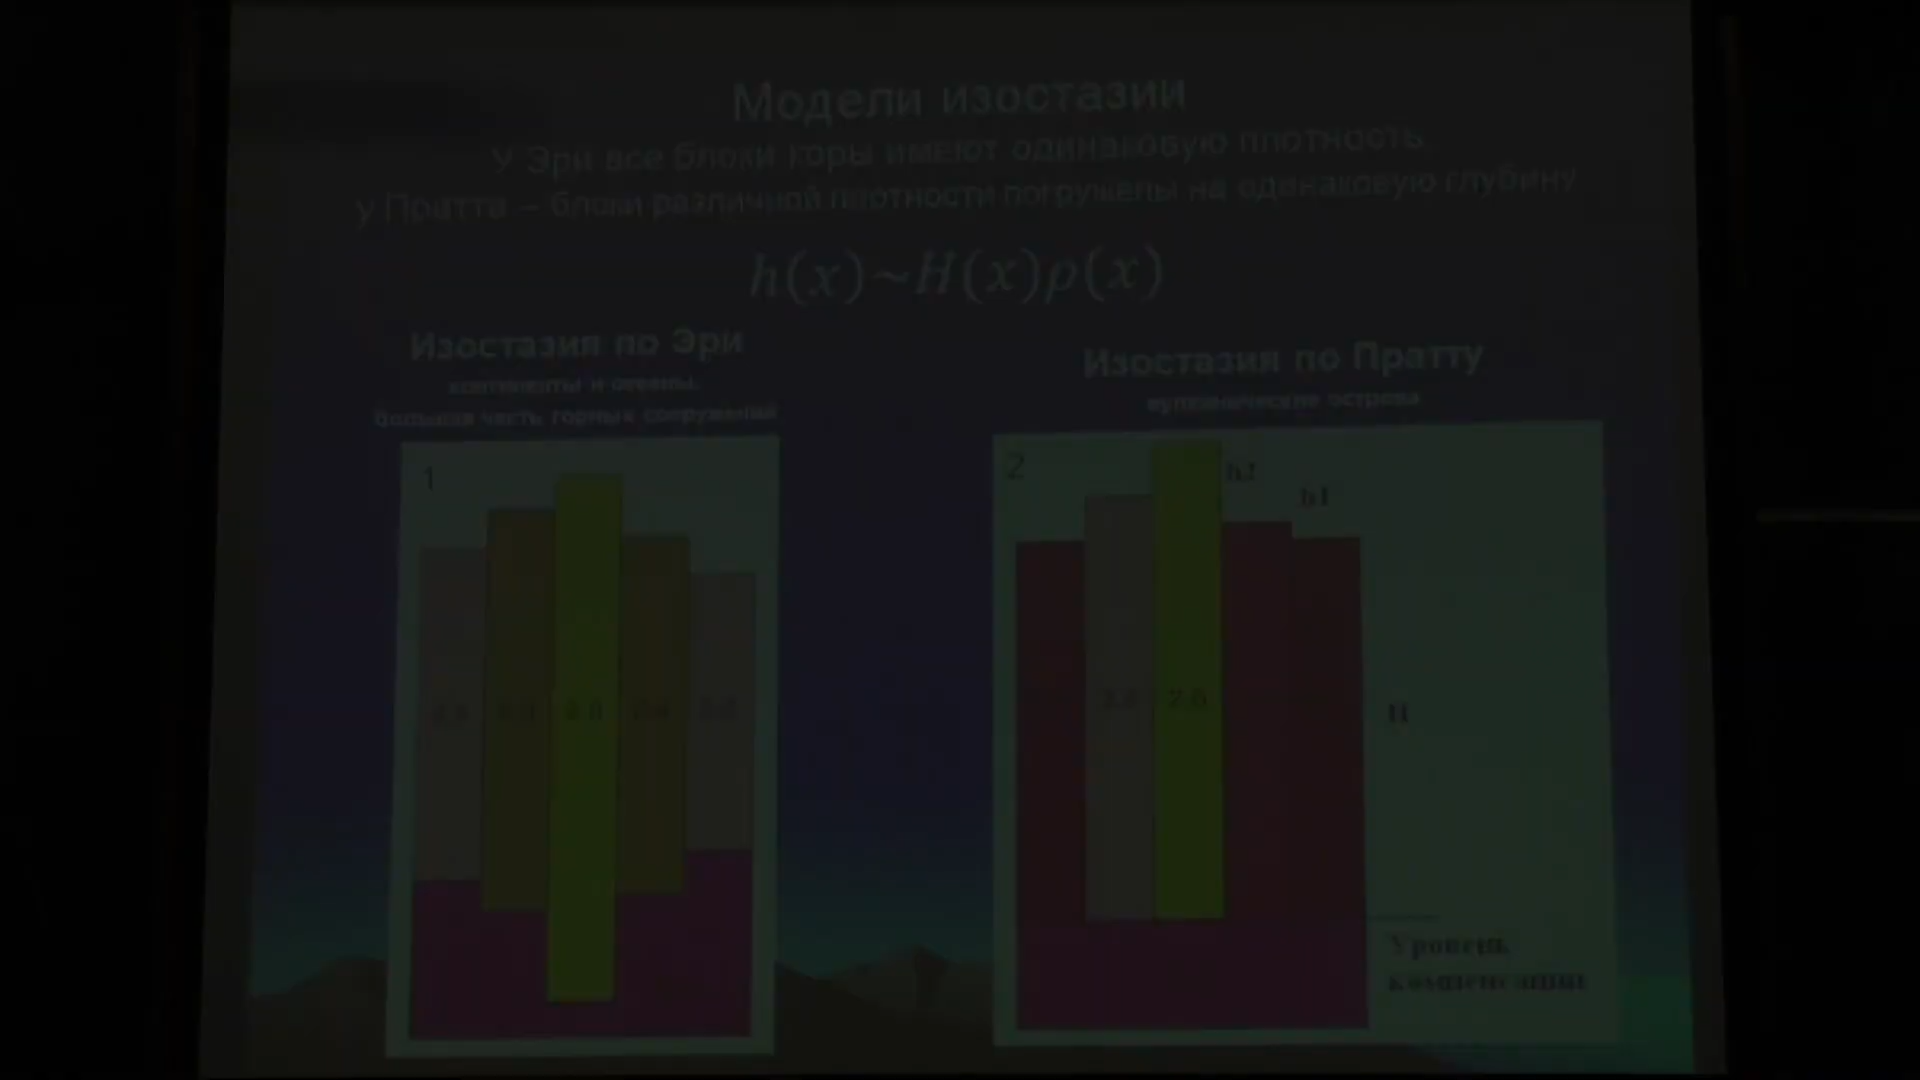 Модели изостазии
У Эри все блоки коры имеют одинаковую плотность,
у Пратта – блоки различной плотности погружены на одинаковую глубину
h(x)~H(x)ρ(x)
Изостазия по Эри
континенты и океаны,
большая часть горных сооружений
Изостазия по Пратту
вулканические острова
1
2
h2
h1
2,6
H
Уровень
компенсации